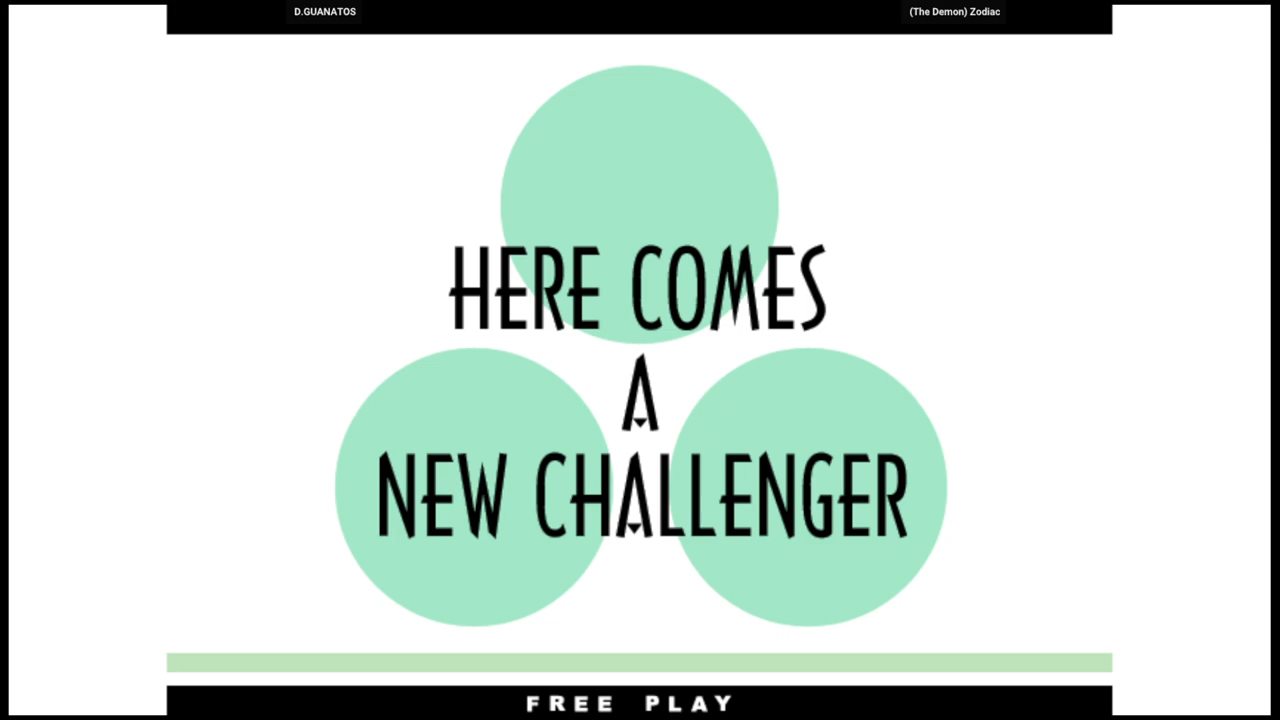 D.GUANATOS
(The Demon) Zodiac
HERE COMES
A
NEW CHALLENGER
FREE PLAY